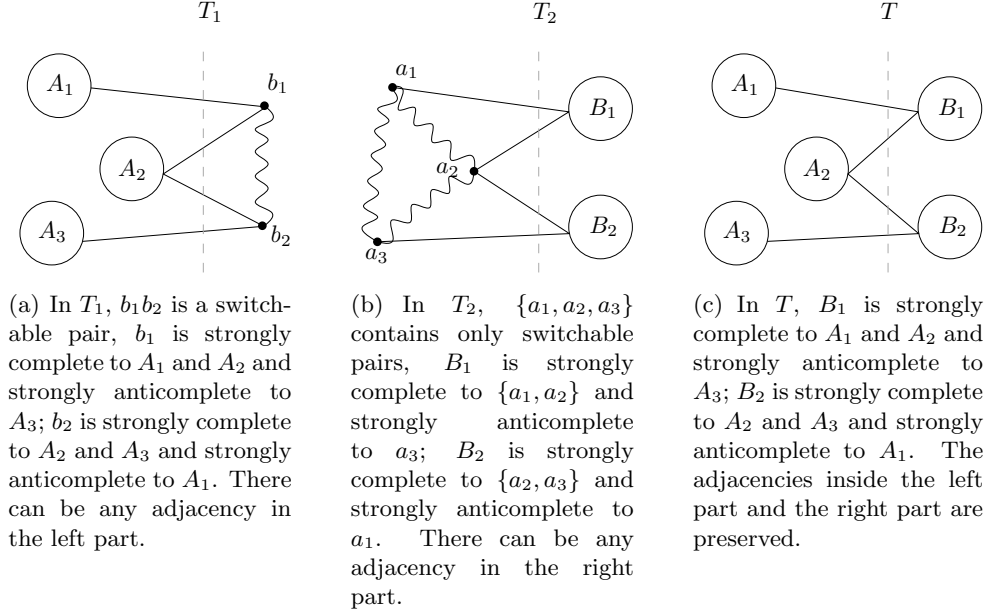 T₁
A₁
b₁
A₂
A₃
b₂
(a) In T₁, b₁b₂ is a switch-
able pair, b₁ is strongly
complete to A₁ and A₂ and
strongly anticomplete to
A₃; b₂ is strongly complete
to A₂ and A₃ and strongly
anticomplete to A₁. There
can be any adjacency in
the left part.
T₂
a₁
B₁
a₂
B₂
a₃
(b) In T₂, {a₁, a₂, a₃}
contains only switchable
pairs, B₁ is strongly
complete to {a₁, a₂} and
strongly anticomplete
to a₃; B₂ is strongly
complete to {a₂, a₃} and
strongly anticomplete to
a₁. There can be any
adjacency in the right
part.
T
A₁
B₁
A₂
A₃
B₂
(c) In T, B₁ is strongly
complete to A₁ and A₂ and
strongly anticomplete to
A₃; B₂ is strongly complete
to A₂ and A₃ and strongly
anticomplete to A₁. The
adjacencies inside the left
part and the right part are
preserved.